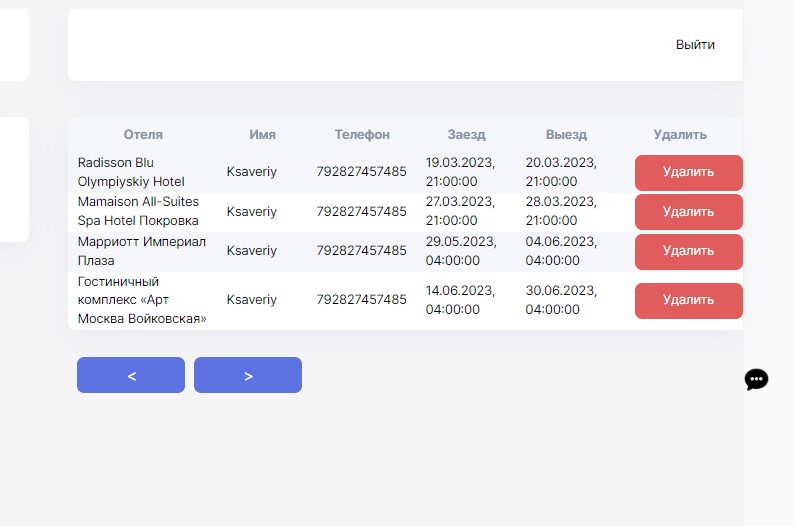 Выйти
Отеля Имя Телефон Заезд Выезд Удалить
Radisson Blu
Olympiyskiy Hotel
Ksaveriy
792827457485
19.03.2023,
21:00:00
20.03.2023,
21:00:00
Удалить
Mamaison All-Suites
Spa Hotel Покровка
Ksaveriy
792827457485
27.03.2023,
21:00:00
28.03.2023,
21:00:00
Удалить
Марриотт Империал
Плаза
Ksaveriy
792827457485
29.05.2023,
04:00:00
04.06.2023,
04:00:00
Удалить
Гостиничный
комплекс «Арт
Москва Войковская»
Ksaveriy
792827457485
14.06.2023,
04:00:00
30.06.2023,
04:00:00
Удалить
< >